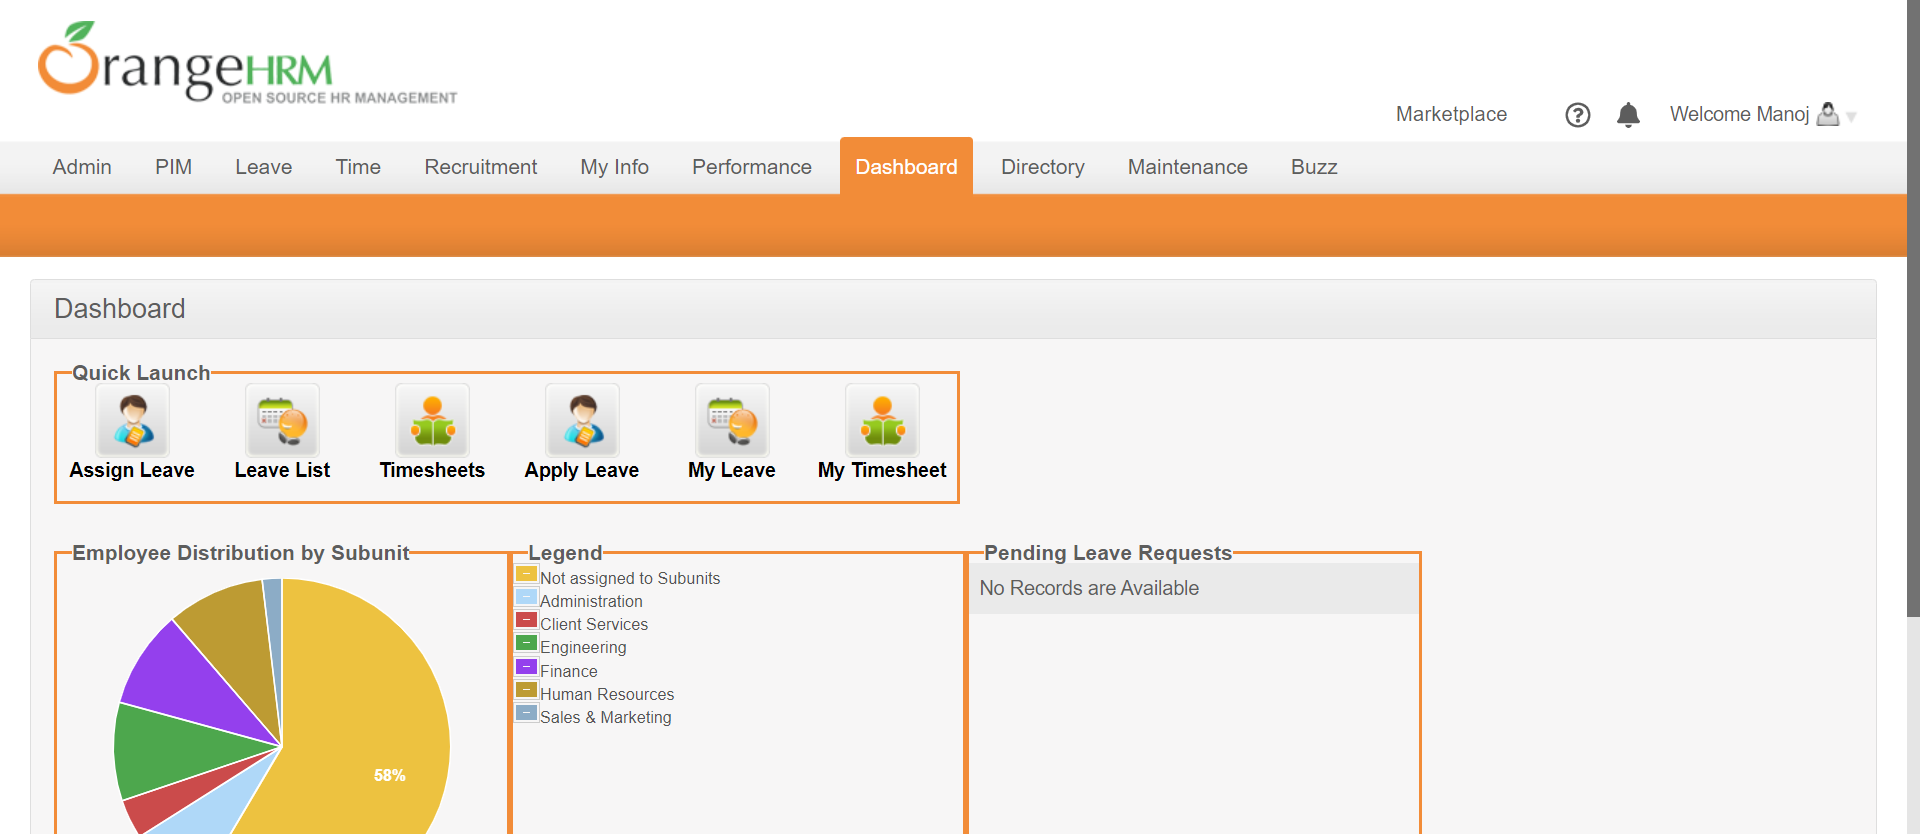 OrangeHRM
OPEN SOURCE HR MANAGEMENT
Marketplace ? Welcome Manoj
Admin PIM Leave Time Recruitment My Info Performance Dashboard Directory Maintenance Buzz
Dashboard
Quick Launch
Assign Leave Leave List Timesheets Apply Leave My Leave My Timesheet
Employee Distribution by Subunit
58%
Legend
Not assigned to Subunits
Administration
Client Services
Engineering
Finance
Human Resources
Sales & Marketing
Pending Leave Requests
No Records are Available